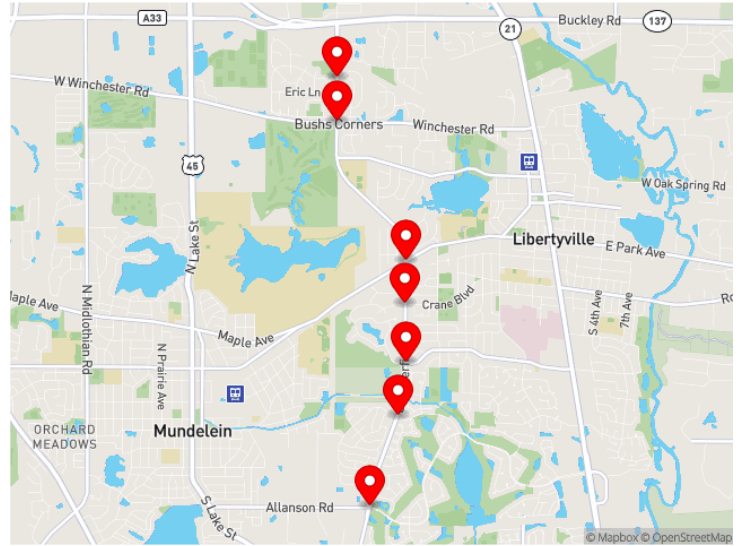 A33
Buckley Rd
137
21
W Winchester Rd
Eric Ln
Bushs Corners
Winchester Rd
45
W Oak Spring Rd
N Lake St
Libertyville
E Park Ave
Maple Ave
N Midlothian Rd
Crane Blvd
S 4th Ave
7th Ave
Maple Ave
N Prairie Ave
ORCHARD
MEADOWS
Mundelein
S Lake St
Allanson Rd
© Mapbox © OpenStreetMap